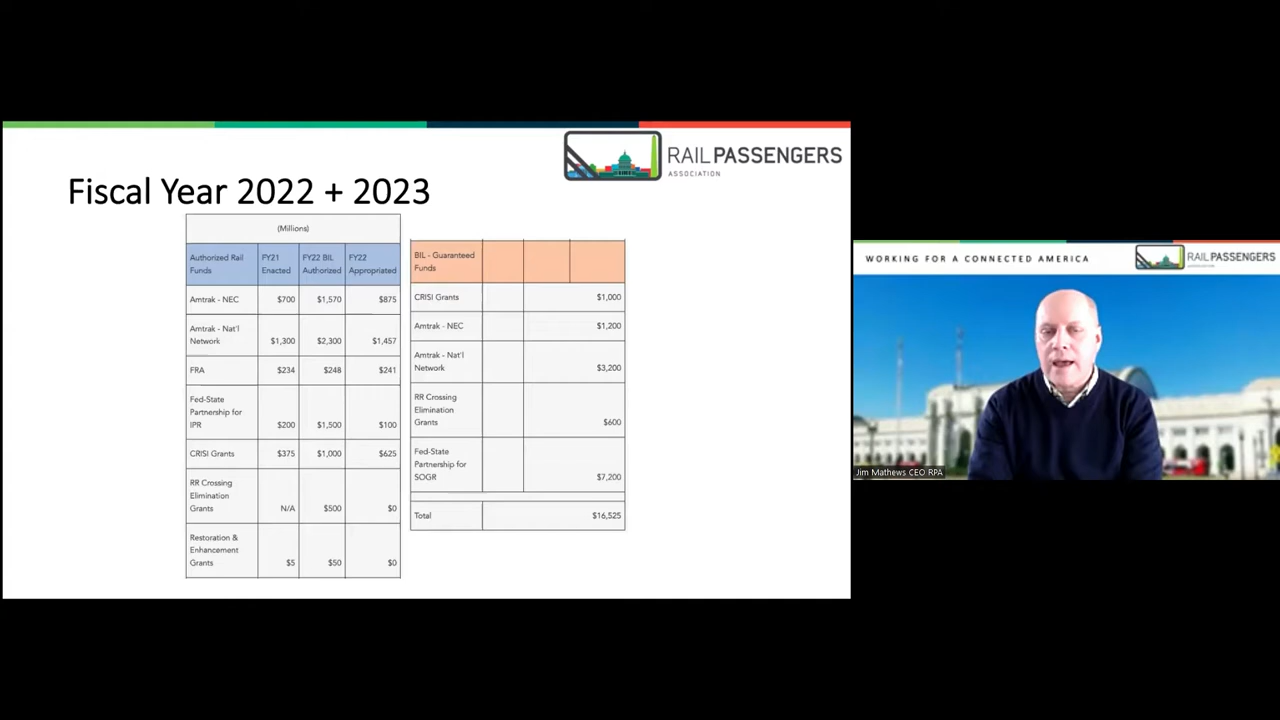 RAIL PASSENGERS
ASSOCIATION
Fiscal Year 2022 + 2023
(Millions)
Authorized Rail Funds FY21 Enacted FY22 BIL Authorized FY22 Appropriated
Amtrak - NEC $700 $1,570 $875
Amtrak - Nat'l Network $1,300 $2,300 $1,457
FRA $234 $248 $241
Fed-State Partnership for IPR $200 $1,500 $100
CRISI Grants $375 $1,000 $625
RR Crossing Elimination Grants N/A $500 $0
Restoration & Enhancement Grants $5 $50 $0
BIL - Guaranteed Funds
CRISI Grants $1,000
Amtrak - NEC $1,200
Amtrak - Nat'l Network $3,200
RR Crossing Elimination Grants $600
Fed-State Partnership for SOGR $7,200
Total $16,525
WORKING FOR A CONNECTED AMERICA
RAIL PASSENGERS
ASSOCIATION
Jim Mathews CEO RPA